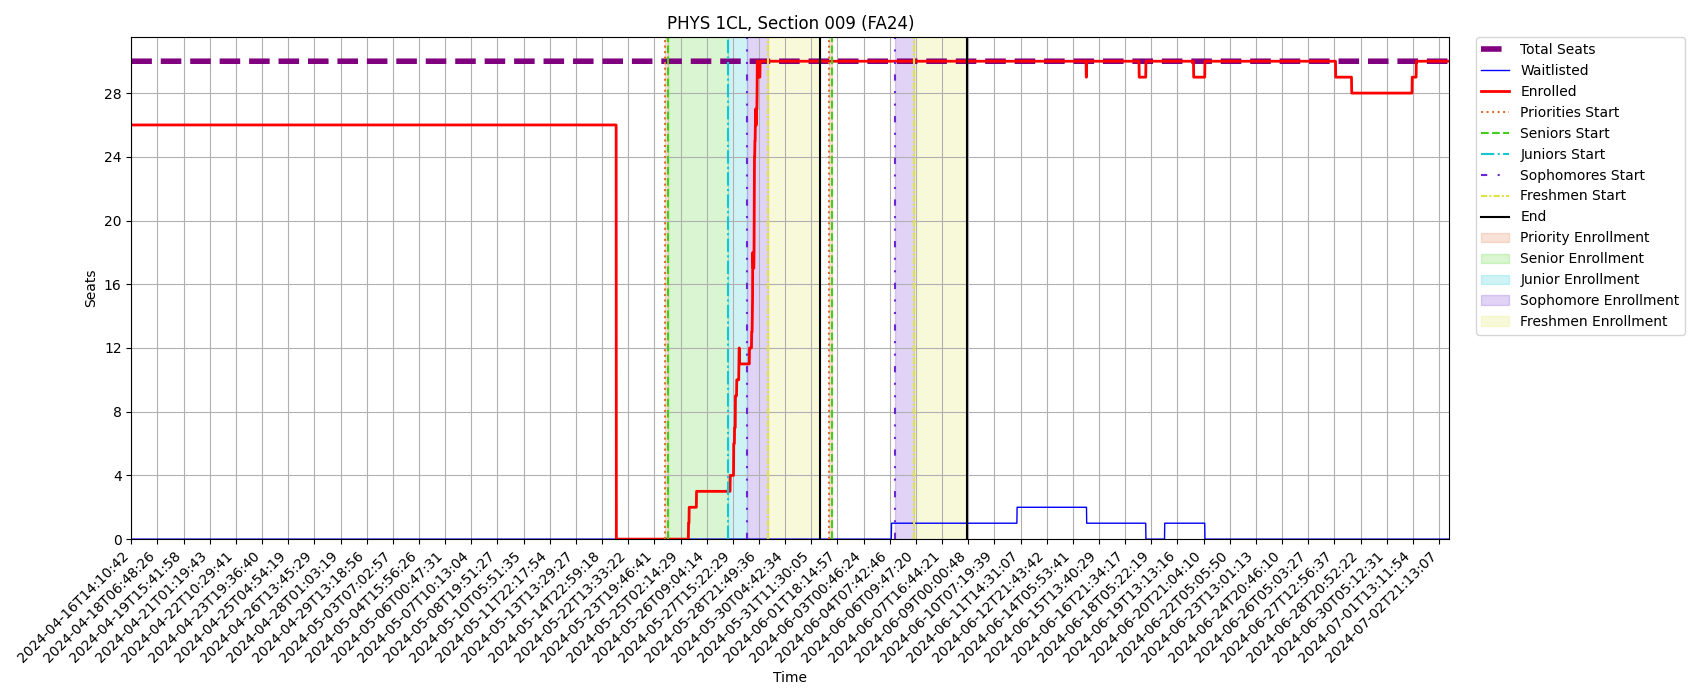 PHYS 1CL, Section 009 (FA24)
Total Seats
Waitlisted
Enrolled
Priorities Start
Seniors Start
Juniors Start
Sophomores Start
Freshmen Start
End
Priority Enrollment
Senior Enrollment
Junior Enrollment
Sophomore Enrollment
Freshmen Enrollment
Seats
28
24
20
16
12
8
4
0
2024-04-16T14:10:42
2024-04-18T06:48:26
2024-04-19T15:41:58
2024-04-21T01:19:43
2024-04-22T10:29:41
2024-04-23T19:36:40
2024-04-25T04:54:19
2024-04-26T13:45:29
2024-04-28T01:03:19
2024-04-29T13:18:56
2024-05-03T07:02:57
2024-05-04T15:56:26
2024-05-06T00:47:31
2024-05-07T10:13:04
2024-05-08T19:51:27
2024-05-10T05:51:35
2024-05-11T22:17:54
2024-05-13T13:29:27
2024-05-14T22:59:18
2024-05-22T13:33:22
2024-05-23T19:46:41
2024-05-25T02:14:29
2024-05-26T09:04:14
2024-05-27T15:22:29
2024-05-28T21:49:36
2024-05-30T04:42:34
2024-05-31T11:30:05
2024-06-01T18:14:57
2024-06-03T00:46:24
2024-06-04T07:42:46
2024-06-06T09:47:20
2024-06-07T16:44:21
2024-06-09T00:00:48
2024-06-10T07:19:39
2024-06-11T14:31:07
2024-06-12T21:43:42
2024-06-14T05:53:41
2024-06-15T13:40:29
2024-06-16T21:34:17
2024-06-18T05:22:19
2024-06-19T13:13:16
2024-06-20T21:04:10
2024-06-22T05:05:50
2024-06-23T13:01:13
2024-06-24T20:46:10
2024-06-26T05:03:27
2024-06-27T12:56:37
2024-06-28T20:52:22
2024-06-30T05:12:31
2024-07-01T13:11:54
2024-07-02T21:13:07
Time